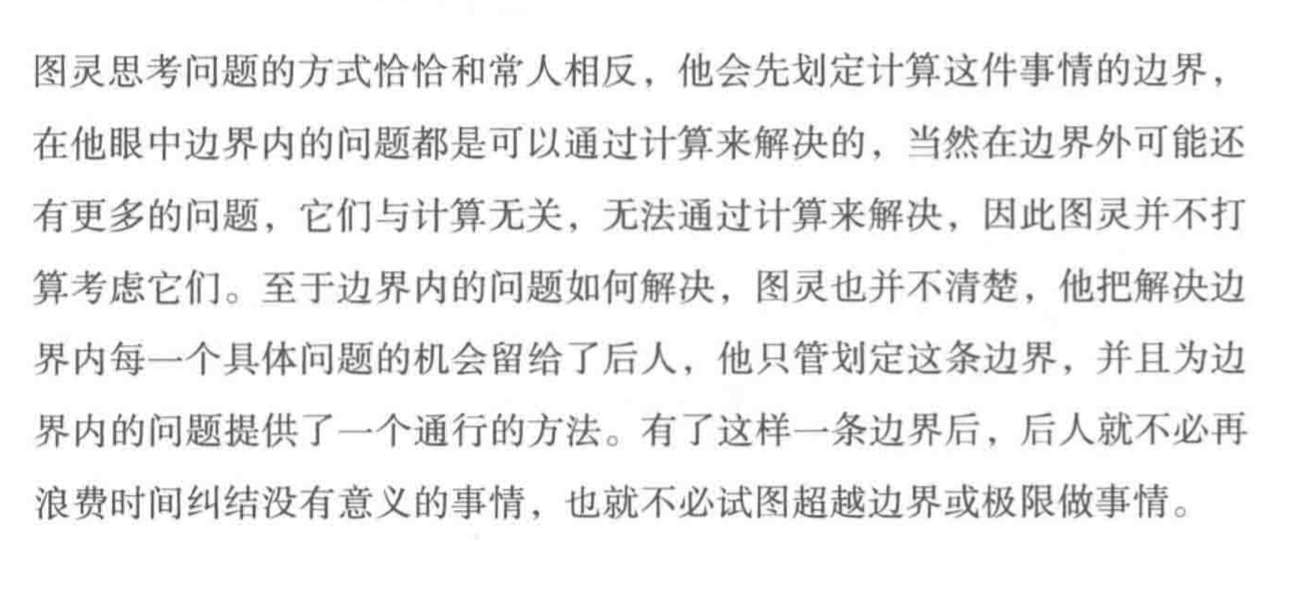 图灵思考问题的方式恰恰和常人相反，他会先划定计算这件事情的边界，
在他眼中边界内的问题都是可以通过计算来解决的，当然在边界外可能还
有更多的问题，它们与计算无关，无法通过计算来解决，因此图灵并不打
算考虑它们。至于边界内的问题如何解决，图灵也并不清楚，他把解决边
界内每一个具体问题的机会留给了后人，他只管划定这条边界，并且为边
界内的问题提供了一个通行的方法。有了这样一条边界后，后人就不必再
浪费时间纠结没有意义的事情，也就不必试图超越边界或极限做事情。